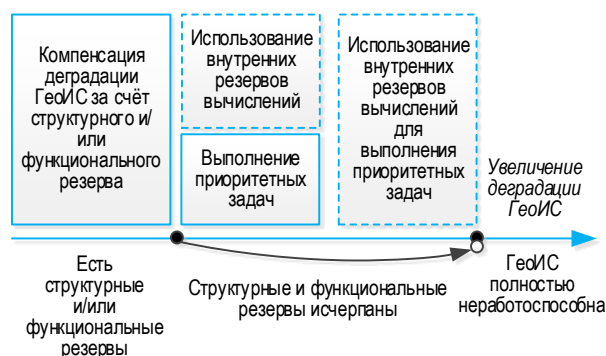 Компенсация
деградации
ГеоИС за счёт
структурного и/
или
функционального
резерва
Использование
внутренних
резервов
вычислений
Выполнение
приоритетных
задач
Использование
внутренних
резервов
вычислений
для
выполнения
приоритетных
задач
Увеличение
деградации
ГеоИС
Есть
структурные
и/или
функциональные
резервы
Структурные и функциональные
резервы исчерпаны
ГеоИС
полностью
неработоспособна